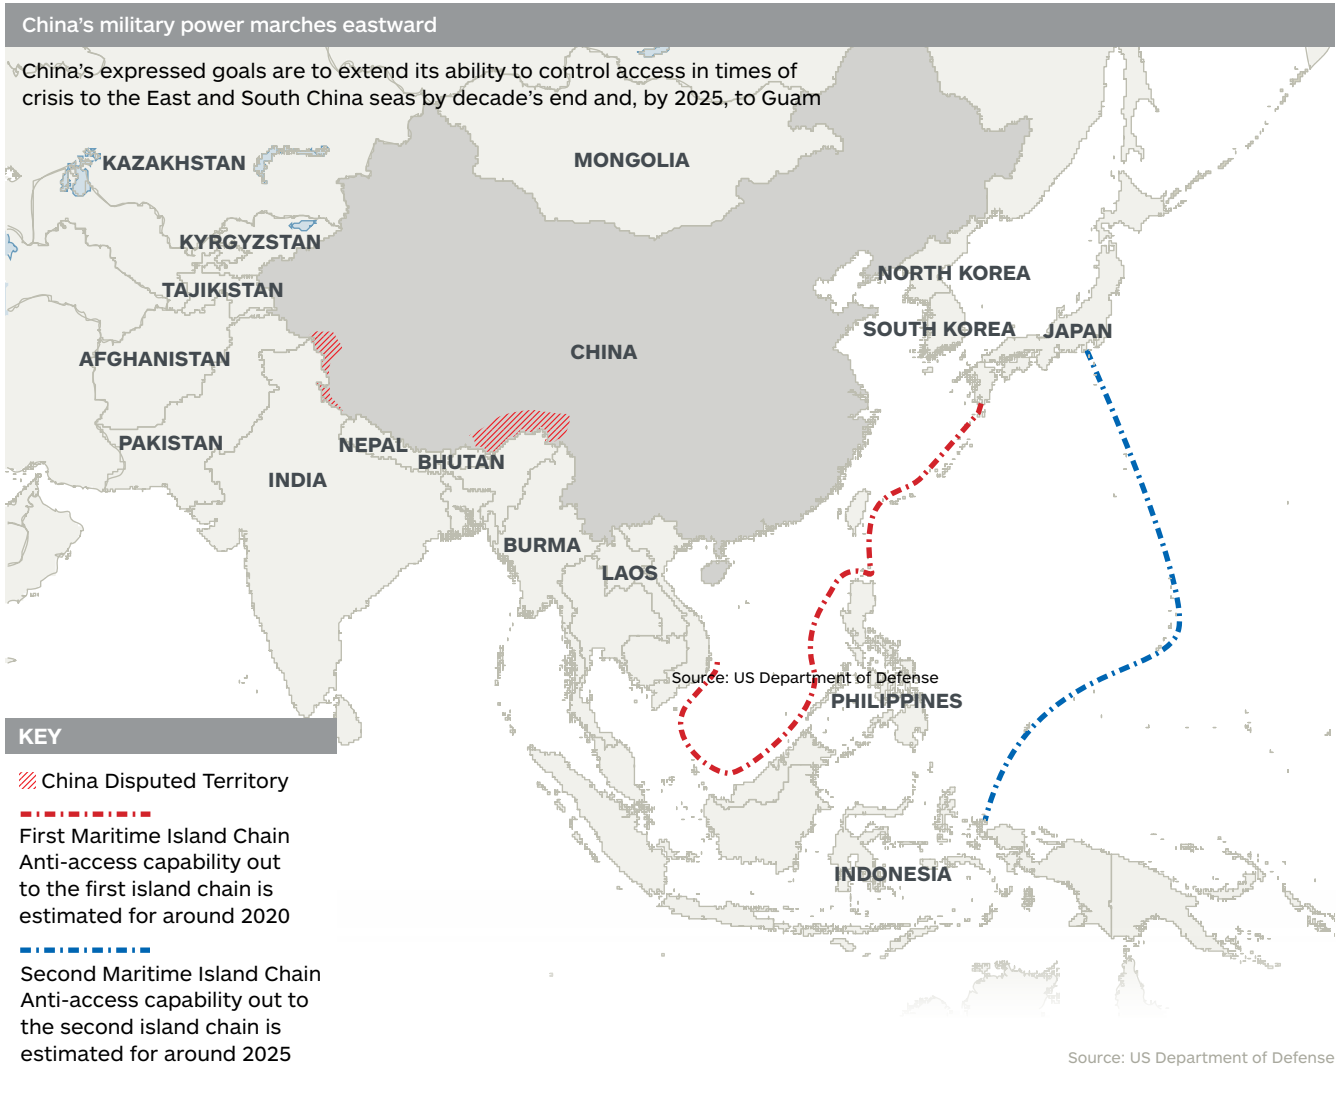 China’s military power marches eastward
China’s expressed goals are to extend its ability to control access in times of
crisis to the East and South China seas by decade’s end and, by 2025, to Guam
KAZAKHSTAN
MONGOLIA
KYRGYZSTAN
TAJIKISTAN
NORTH KOREA
SOUTH KOREA
JAPAN
AFGHANISTAN
CHINA
PAKISTAN
NEPAL
BHUTAN
INDIA
BURMA
LAOS
Source: US Department of Defense
PHILIPPINES
INDONESIA
KEY
China Disputed Territory
First Maritime Island Chain
Anti-access capability out
to the first island chain is
estimated for around 2020
Second Maritime Island Chain
Anti-access capability out to
the second island chain is
estimated for around 2025
Source: US Department of Defense